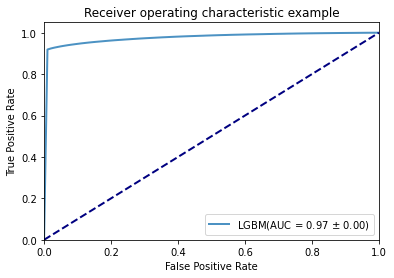 Receiver operating characteristic example
1.0
0.8
0.6
0.4
0.2
0.0
True Positive Rate
LGBM(AUC = 0.97 ± 0.00)
0.0 0.2 0.4 0.6 0.8 1.0
False Positive Rate